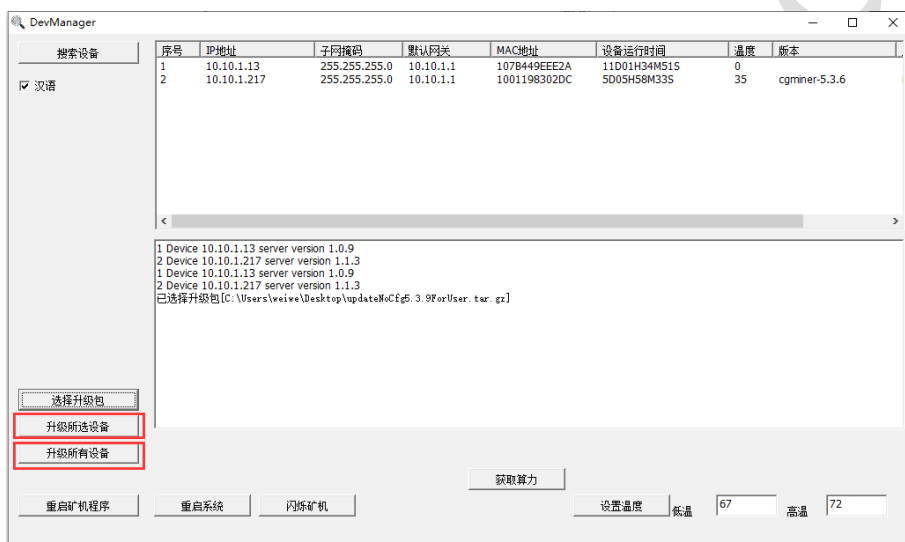 DevManager
搜索设备
汉语
序号 IP地址 子网掩码 默认网关 MAC地址 设备运行时间 温度 版本
1 10.10.1.13 255.255.255.0 10.10.1.1 107B449EEE2A 11D01H34M51S 0
2 10.10.1.217 255.255.255.0 10.10.1.1 1001198302DC 5D05H58M33S 35 cgminer-5.3.6
1 Device 10.10.1.13 server version 1.0.9
2 Device 10.10.1.217 server version 1.1.3
1 Device 10.10.1.13 server version 1.0.9
2 Device 10.10.1.217 server version 1.1.3
已选择升级包[C:\Users\weiwe\Desktop\updateNoCfg5.3.9ForUser.tar.gz]
选择升级包
升级所选设备
升级所有设备
获取算力
重启矿机程序 重启系统 闪烁矿机 设置温度 低温 67 高温 72